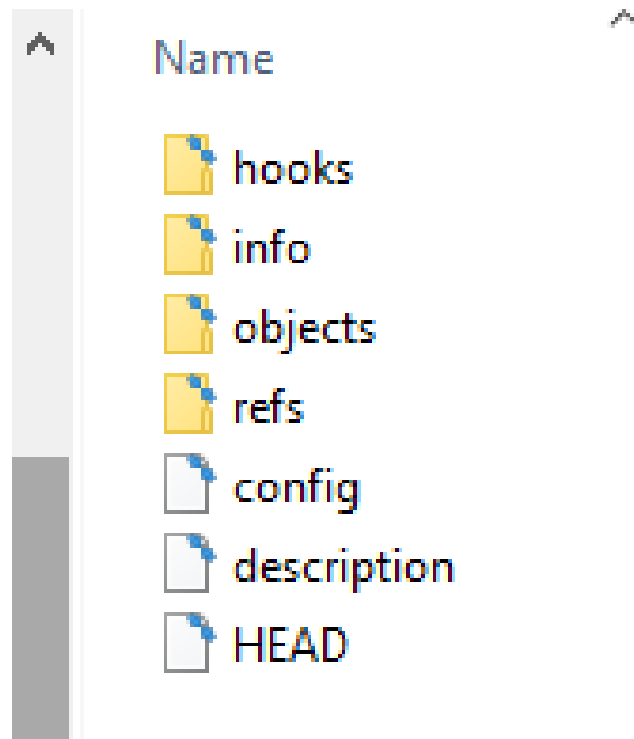 Name
hooks
info
objects
refs
config
description
HEAD